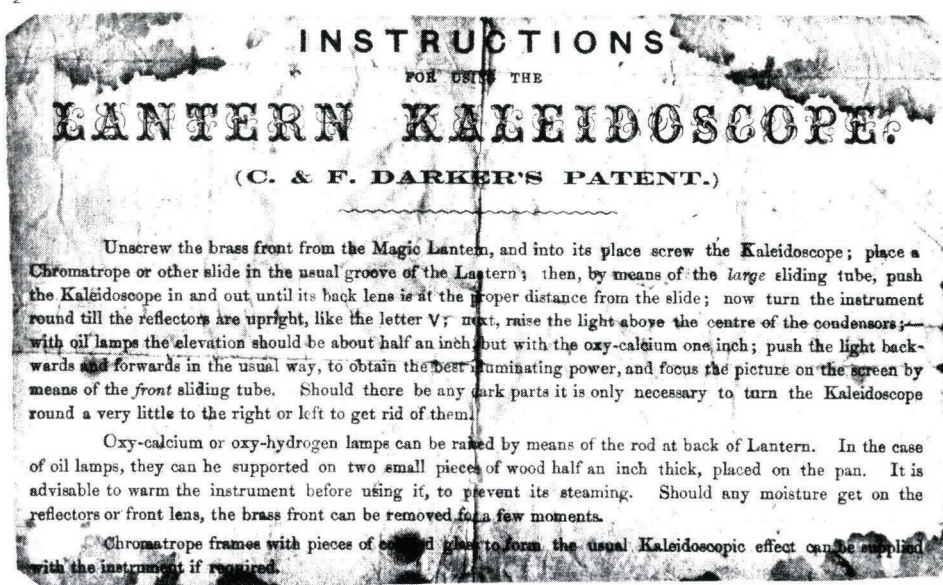 INSTRUCTIONS
FOR USING THE
LANTERN KALEIDOSCOPE.
(C. & F. DARKER'S PATENT.)
Unscrew the brass front from the Magic Lantern, and into its place screw the Kaleidoscope; place a
Chromatrope or other slide in the usual groove of the Lantern; then, by means of the large sliding tube, push
the Kaleidoscope in and out until its back lens is at the proper distance from the slide; now turn the instrument
round till the reflectors are upright, like the letter V; next, raise the light above the centre of the condensors;—
with oil lamps the elevation should be about half an inch, but with the oxy-calcium one inch; push the light back-
wards and forwards in the usual way, to obtain the best illuminating power, and focus the picture on the screen by
means of the front sliding tube. Should there be any dark parts it is only necessary to turn the Kaleidoscope
round a very little to the right or left to get rid of them.
Oxy-calcium or oxy-hydrogen lamps can be raised by means of the rod at back of Lantern. In the case
of oil lamps, they can be supported on two small pieces of wood half an inch thick, placed on the pan. It is
advisable to warm the instrument before using it, to prevent its steaming. Should any moisture get on the
reflectors or front lens, the brass front can be removed for a few moments.
Chromatrope frames with pieces of glass to form the usual Kaleidoscopic effect can be supplied
with the instrument if required.